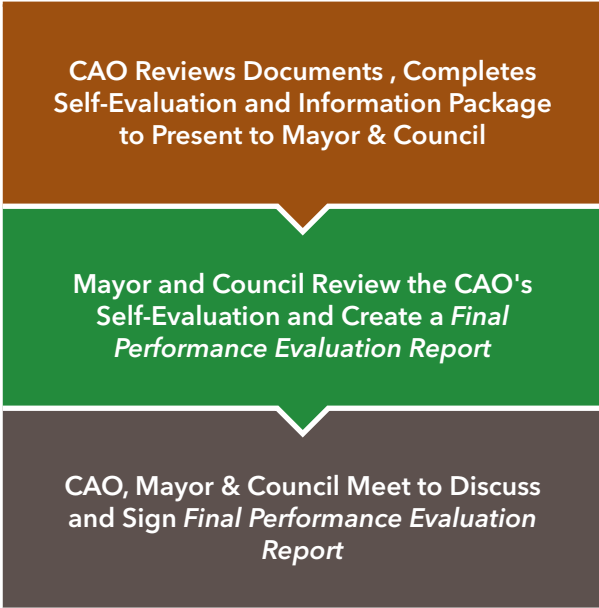 CAO Reviews Documents , Completes
Self-Evaluation and Information Package
to Present to Mayor & Council
Mayor and Council Review the CAO's
Self-Evaluation and Create a Final
Performance Evaluation Report
CAO, Mayor & Council Meet to Discuss
and Sign Final Performance Evaluation
Report